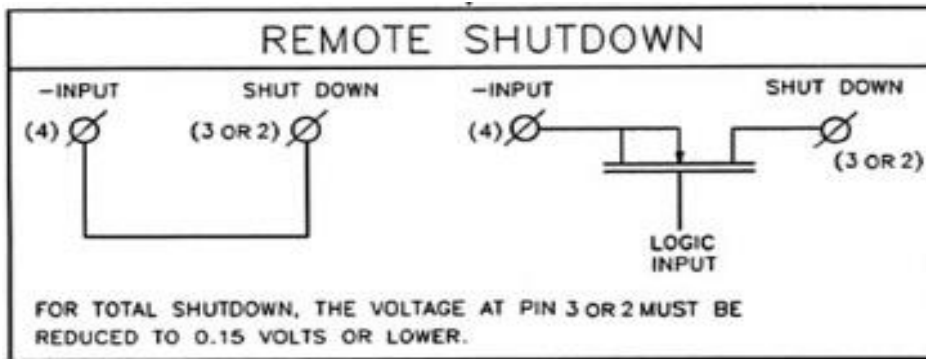 REMOTE SHUTDOWN
-INPUT
SHUT DOWN
(4)
(3 OR 2)
-INPUT
SHUT DOWN
(4)
(3 OR 2)
LOGIC
INPUT
FOR TOTAL SHUTDOWN, THE VOLTAGE AT PIN 3 OR 2 MUST BE
REDUCED TO 0.15 VOLTS OR LOWER.